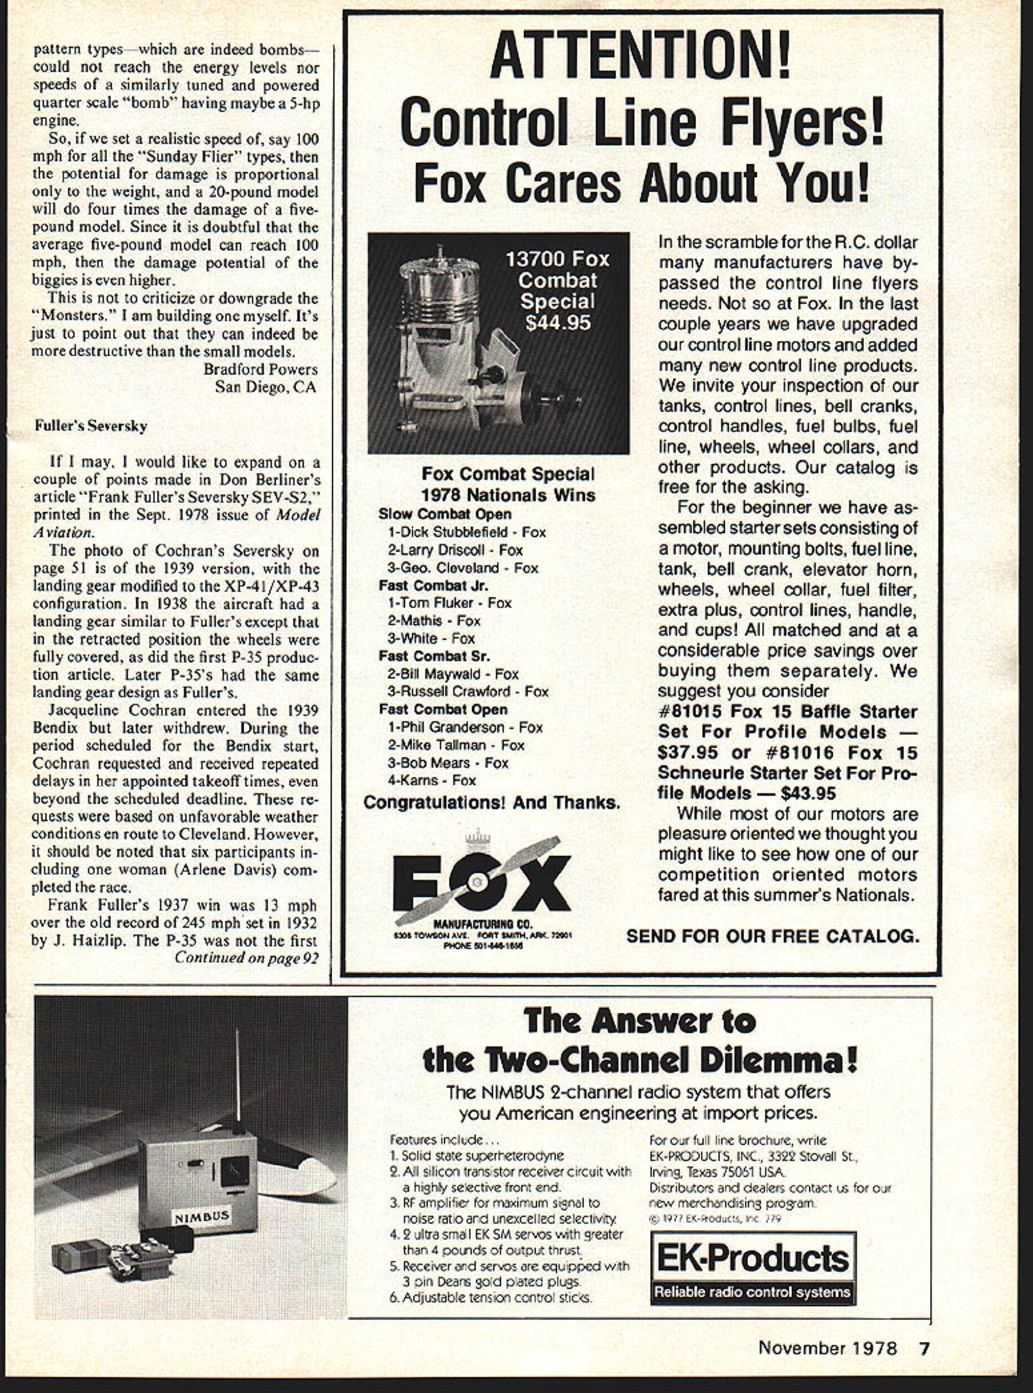 pattern types—which are indeed bombs—
could not reach the energy levels nor
speeds of a similarly tuned and powered
quarter scale "bomb" having maybe a 5-hp
engine.
So, if we set a realistic speed of, say 100
mph for all the "Sunday Flier" types, then
the potential for damage is proportional
only to the weight, and a 20-pound model
will do four times the damage of a five-
pound model. Since it is doubtful that the
average five-pound model can reach 100
mph, then the damage potential of the
biggies is even higher.
This is not to criticize or downgrade the
"Monsters." I am building one myself. It's
just to point out that they can indeed be
more destructive than the small models.
Bradford Powers
San Diego, CA
Fuller's Seversky
If I may, I would like to expand on a
couple of points made in Don Berliner's
article "Frank Fuller's Seversky SEV-S2,"
printed in the Sept. 1978 issue of Model
Aviation.
The photo of Cochran's Seversky on
page 51 is of the 1939 version, with the
landing gear modified to the XP-41/XP-43
configuration. In 1938 the aircraft had a
landing gear similar to Fuller's except that
in the retracted position the wheels were
fully covered, as did the first P-35 produc-
tion article. Later P-35's had the same
landing gear design as Fuller's.
Jacqueline Cochran entered the 1939
Bendix but later withdrew. During the
period scheduled for the Bendix start,
Cochran requested and received repeated
delays in her appointed takeoff times, even
beyond the scheduled deadline. These re-
quests were based on unfavorable weather
conditions en route to Cleveland. However,
it should be noted that six participants in-
cluding one woman (Arlene Davis) com-
pleted the race.
Frank Fuller's 1937 win was 13 mph
over the old record of 245 mph set in 1932
by J. Haizlip. The P-35 was not the first
Continued on page 92
ATTENTION!
Control Line Flyers!
Fox Cares About You!
13700 Fox
Combat
Special
$44.95
Fox Combat Special
1978 Nationals Wins
Slow Combat Open
1-Dick Stubblefield - Fox
2-Larry Driscoll - Fox
3-Geo. Cleveland - Fox
Fast Combat Jr.
1-Tom Fluker - Fox
2-Mathis - Fox
3-White - Fox
Fast Combat Sr.
2-Bill Maywald - Fox
3-Russell Crawford - Fox
Fast Combat Open
1-Phil Granderson - Fox
2-Mike Tallman - Fox
3-Bob Mears - Fox
4-Karns - Fox
Congratulations! And Thanks.
FOX
MANUFACTURING CO.
5305 TOWSON AVE. FORT SMITH, ARK. 72901
PHONE 501-646-1656
In the scramble for the R.C. dollar
many manufacturers have by-
passed the control line flyers
needs. Not so at Fox. In the last
couple years we have upgraded
our control line motors and added
many new control line products.
We invite your inspection of our
tanks, control lines, bell cranks,
control handles, fuel bulbs, fuel
line, wheels, wheel collars, and
other products. Our catalog is
free for the asking.
For the beginner we have as-
sembled starter sets consisting of
a motor, mounting bolts, fuel line,
tank, bell crank, elevator horn,
wheels, wheel collar, fuel filter,
extra plus, control lines, handle,
and cups! All matched and at a
considerable price savings over
buying them separately. We
suggest you consider
#81015 Fox 15 Baffle Starter
Set For Profile Models —
$37.95 or #81016 Fox 15
Schneurle Starter Set For Pro-
file Models — $43.95
While most of our motors are
pleasure oriented we thought you
might like to see how one of our
competition oriented motors
fared at this summer's Nationals.
SEND FOR OUR FREE CATALOG.
NIMBUS
The Answer to
the Two-Channel Dilemma!
The NIMBUS 2-channel radio system that offers
you American engineering at import prices.
Features include...
1. Solid state superheterodyne
2. All silicon transistor receiver circuit with
a highly selective front end.
3. RF amplifier for maximum signal to
noise ratio and unexcelled selectivity.
4. 2 ultra small EK SM servos with greater
than 4 pounds of output thrust.
5. Receiver and servos are equipped with
3 pin Deans gold plated plugs.
6. Adjustable tension control sticks.
For our full line brochure, write
EK-PRODUCTS, INC., 3322 Stovall St.,
Irving, Texas 75061 USA.
Distributors and dealers contact us for our
new merchandising program.
© 1977 EK-Products, Inc. 779
EK-Products
Reliable radio control systems
November 1978 7